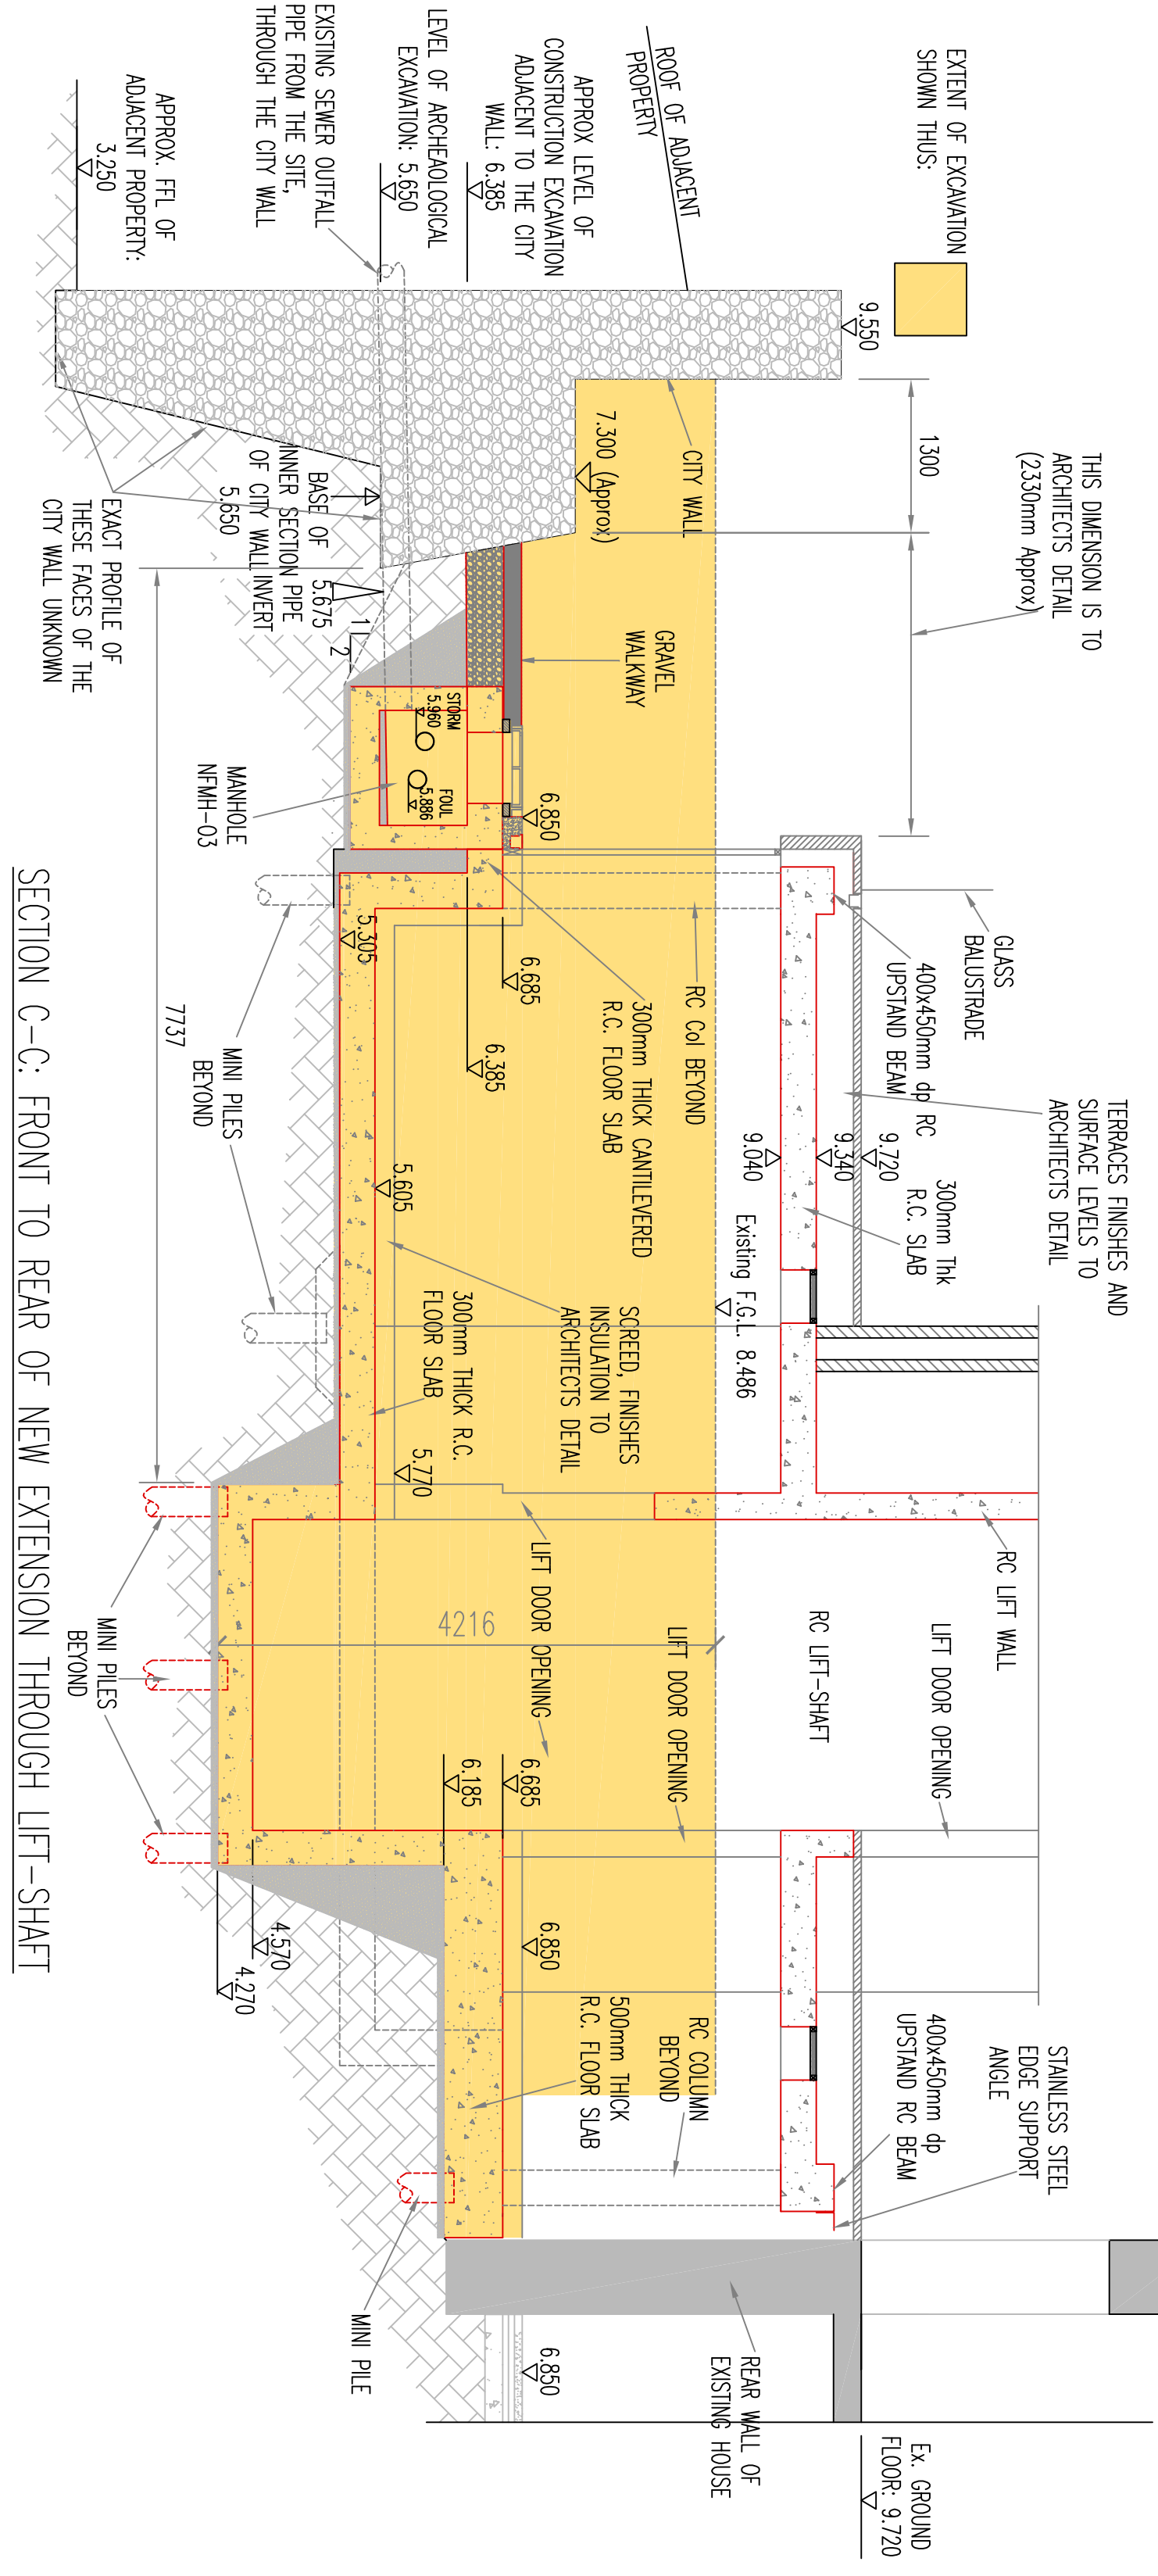 EXTENT OF EXCAVATION
SHOWN THUS:
ROOF OF ADJACENT
PROPERTY
APPROX LEVEL OF
CONSTRUCTION EXCAVATION
ADJACENT TO THE CITY
WALL: 6.385
LEVEL OF ARCHEAOLOGICAL
EXCAVATION: 5.650
EXISTING SEWER OUTFALL
PIPE FROM THE SITE,
THROUGH THE CITY WALL
APPROX. FFL OF
ADJACENT PROPERTY:
3.250
9.550
1300
THIS DIMENSION IS TO
ARCHITECTS DETAIL
(2330mm Approx)
CITY WALL
7.300 (Approx)
GRAVEL
WALKWAY
BASE OF
INNER SECTION
OF CITY WALL
5.650
PIPE
INVERT
5.675
EXACT PROFILE OF
THESE FACES OF THE
CITY WALL UNKNOWN
1
2
STORM
5.960
FOUL
5.886
MANHOLE
NFMH-03
6.850
GLASS
BALUSTRADE
400x450mm dp RC
UPSTAND BEAM
TERRACES FINISHES AND
SURFACE LEVELS TO
ARCHITECTS DETAIL
300mm Thk
R.C. SLAB
9.720
9.340
9.040
RC Col BEYOND
Existing F.G.L. 8.486
300mm THICK CANTILEVERED
R.C. FLOOR SLAB
6.685
6.385
5.305
5.605
MINI PILES
BEYOND
7737
SCREED, FINISHES
INSULATION TO
ARCHITECTS DETAIL
300mm THICK R.C.
FLOOR SLAB
5.770
RC LIFT WALL
LIFT DOOR OPENING
RC LIFT-SHAFT
LIFT DOOR OPENING
LIFT DOOR OPENING
4216
MINI PILES
BEYOND
6.685
6.185
6.850
4.570
4.270
500mm THICK
R.C. FLOOR SLAB
RC COLUMN
BEYOND
400x450mm dp
UPSTAND RC BEAM
STAINLESS STEEL
EDGE SUPPORT
ANGLE
MINI PILE
REAR WALL OF
EXISTING HOUSE
6.850
Ex. GROUND
FLOOR: 9.720
SECTION C-C: FRONT TO REAR OF NEW EXTENSION THROUGH LIFT-SHAFT